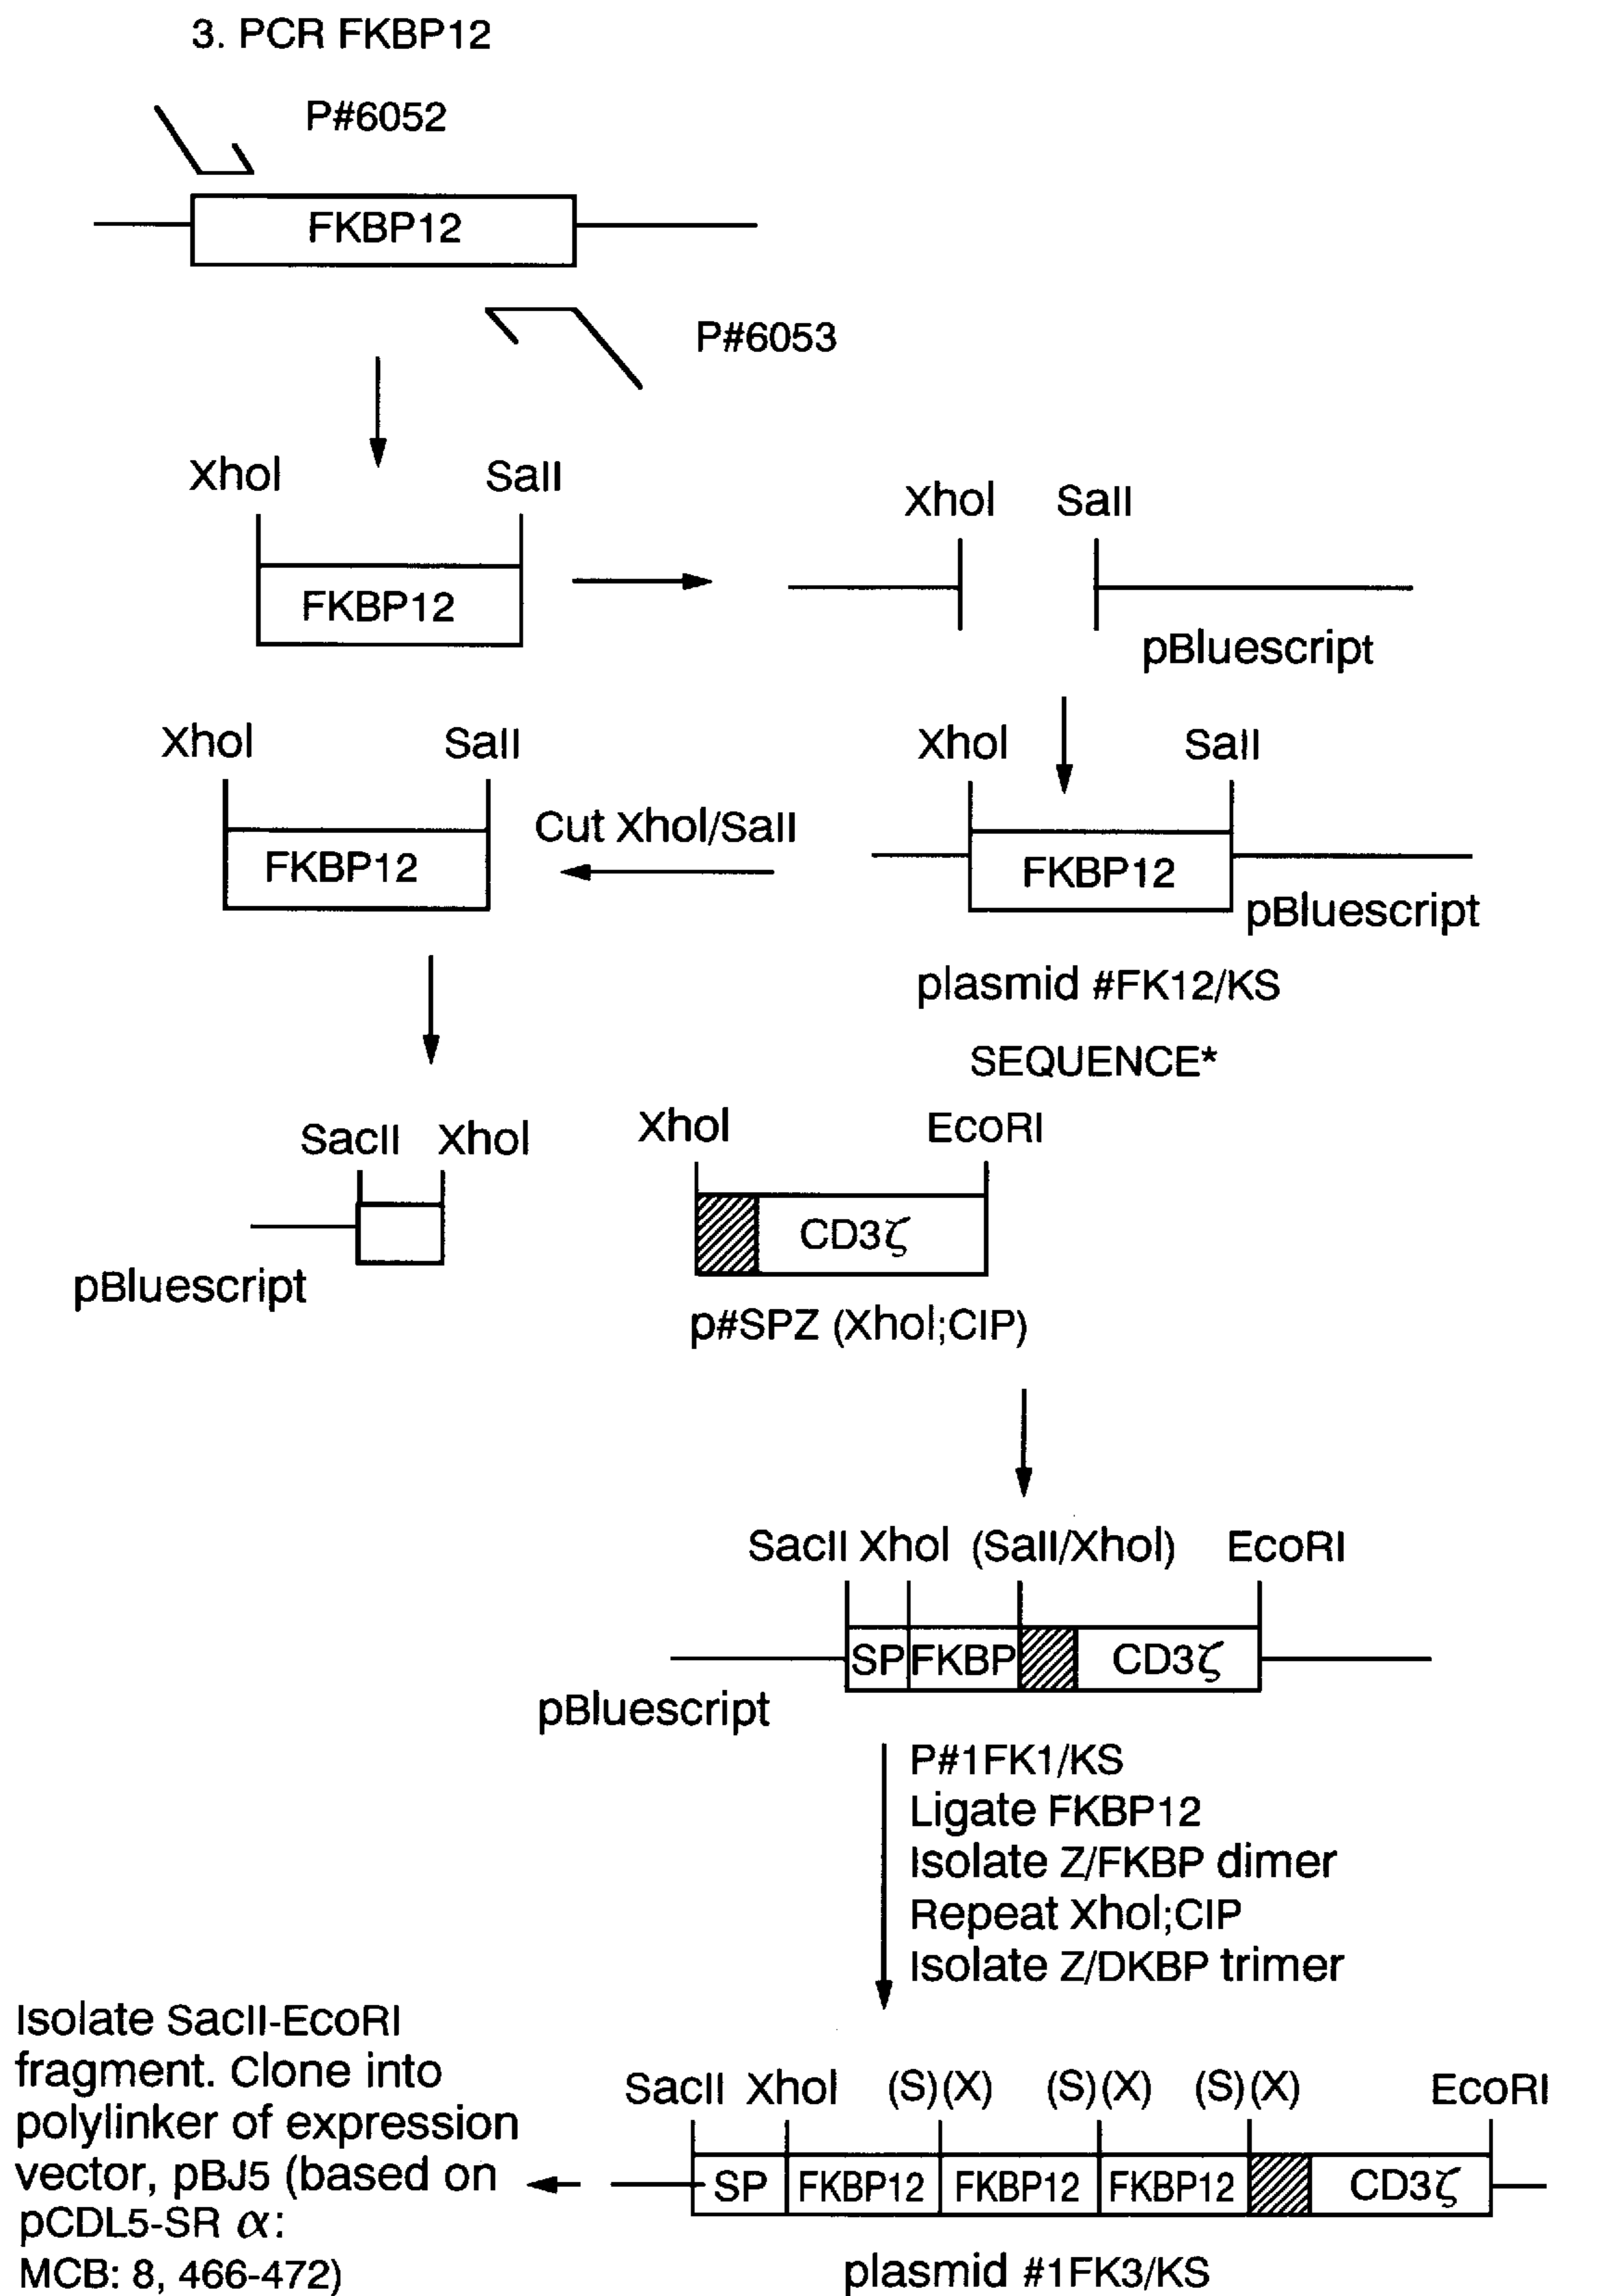 3. PCR FKBP12
P#6052
FKBP12
P#6053
XhoI SalI
FKBP12
XhoI SalI
pBluescript
XhoI SalI
FKBP12
Cut XhoI/SalI
XhoI SalI
FKBP12
pBluescript
plasmid #FK12/KS
SEQUENCE*
SacII XhoI
pBluescript
XhoI EcoRI
CD3ζ
p#SPZ (XhoI;CIP)
SacII XhoI (SalI/XhoI) EcoRI
SP FKBP CD3ζ
pBluescript
P#1FK1/KS
Ligate FKBP12
Isolate Z/FKBP dimer
Repeat XhoI;CIP
Isolate Z/DKBP trimer
Isolate SacII-EcoRI
fragment. Clone into
polylinker of expression
vector, pBJ5 (based on
pCDL5-SR α:
MCB: 8, 466-472)
SacII XhoI (S)(X) (S)(X) (S)(X) EcoRI
SP FKBP12 FKBP12 FKBP12 CD3ζ
plasmid #1FK3/KS